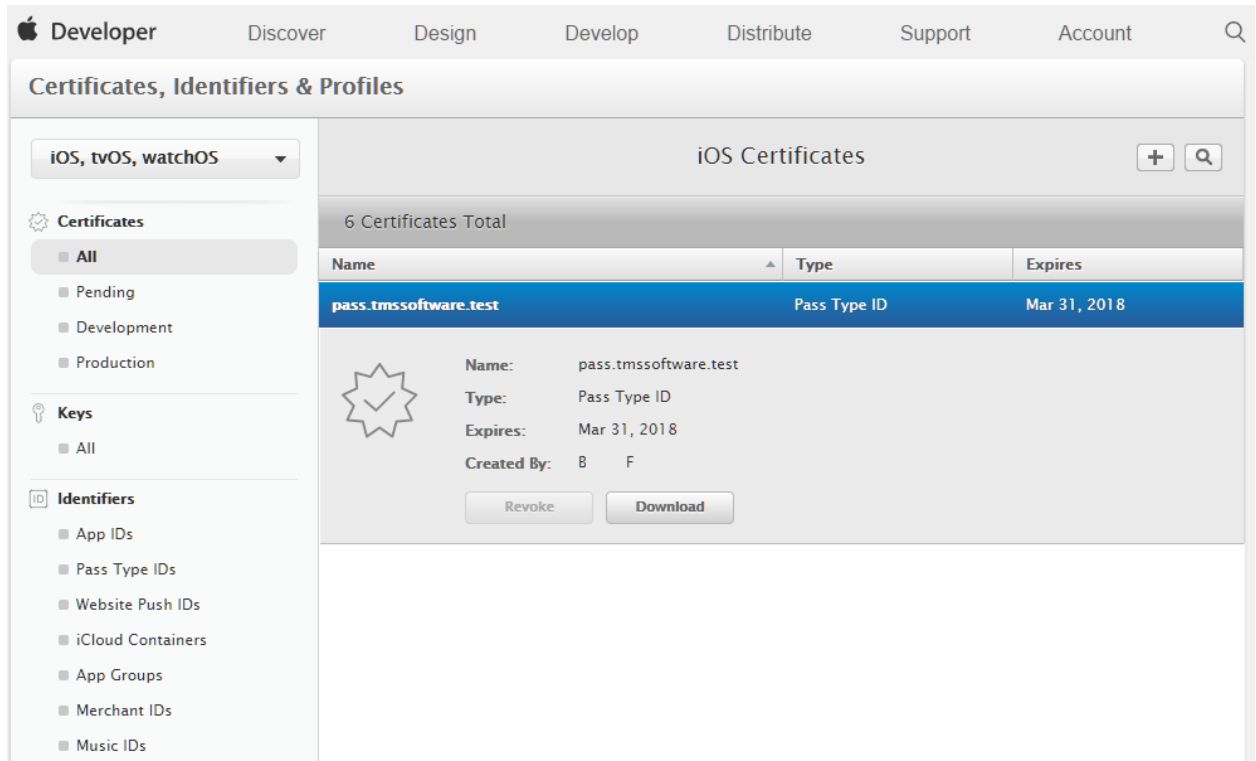 Developer Discover Design Develop Distribute Support Account
Certificates, Identifiers & Profiles
iOS, tvOS, watchOS
Certificates
All
Pending
Development
Production
Keys
All
Identifiers
App IDs
Pass Type IDs
Website Push IDs
iCloud Containers
App Groups
Merchant IDs
Music IDs
iOS Certificates
6 Certificates Total
Name Type Expires
pass.tmssoftware.test Pass Type ID Mar 31, 2018
Name: pass.tmssoftware.test
Type: Pass Type ID
Expires: Mar 31, 2018
Created By: B F
Revoke Download